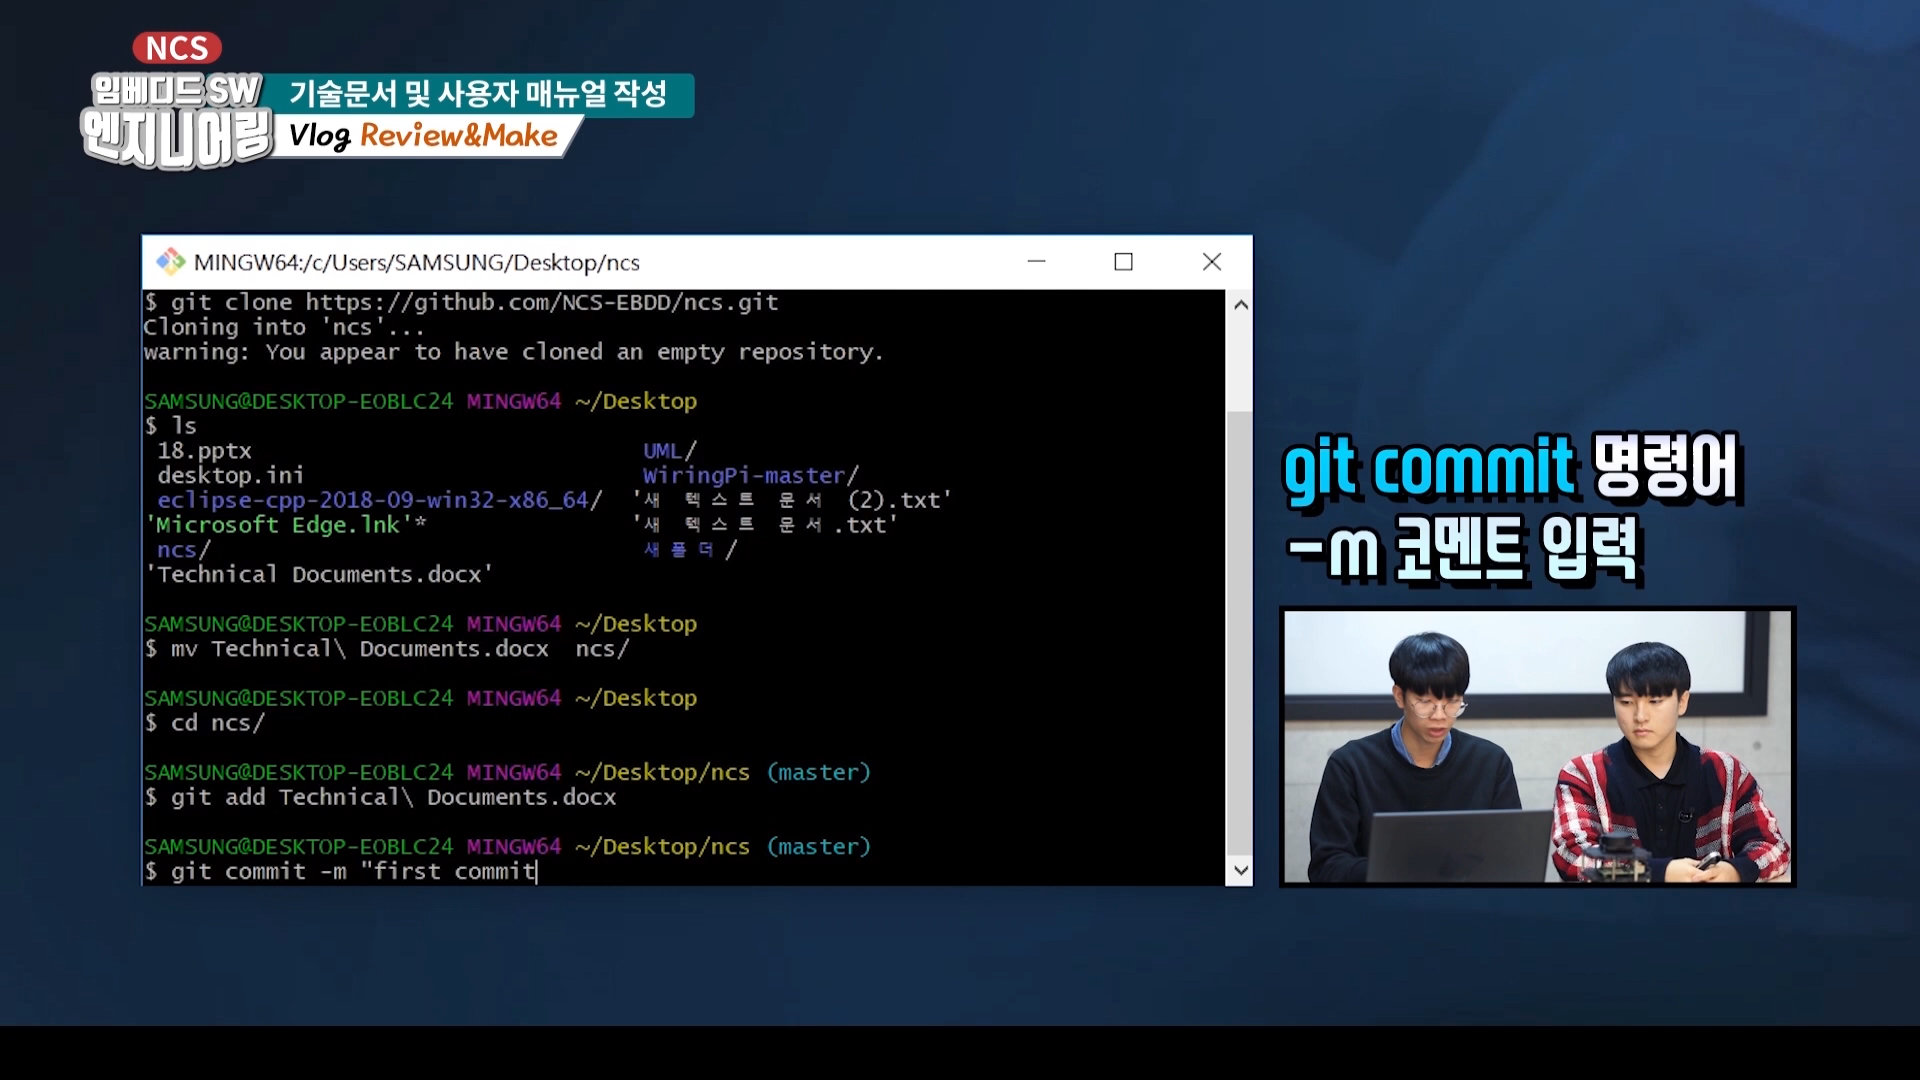 NCS
임베디드 SW
엔지니어링
기술문서 및 사용자 매뉴얼 작성
Vlog Review&Make
MINGW64:/c/Users/SAMSUNG/Desktop/ncs
$ git clone https://github.com/NCS-EBDD/ncs.git
Cloning into 'ncs'...
warning: You appear to have cloned an empty repository.
SAMSUNG@DESKTOP-EOBLC24 MINGW64 ~/Desktop
$ ls
18.pptx UML/
desktop.ini WiringPi-master/
eclipse-cpp-2018-09-win32-x86_64/ '새 텍스트 문서 (2).txt'
'Microsoft Edge.lnk'* '새 텍스트 문서.txt'
ncs/ 새폴더/
'Technical Documents.docx'
SAMSUNG@DESKTOP-EOBLC24 MINGW64 ~/Desktop
$ mv Technical\ Documents.docx  ncs/
SAMSUNG@DESKTOP-EOBLC24 MINGW64 ~/Desktop
$ cd ncs/
SAMSUNG@DESKTOP-EOBLC24 MINGW64 ~/Desktop/ncs (master)
$ git add Technical\ Documents.docx
SAMSUNG@DESKTOP-EOBLC24 MINGW64 ~/Desktop/ncs (master)
$ git commit -m "first commit
git commit 명령어
-m 코멘트 입력